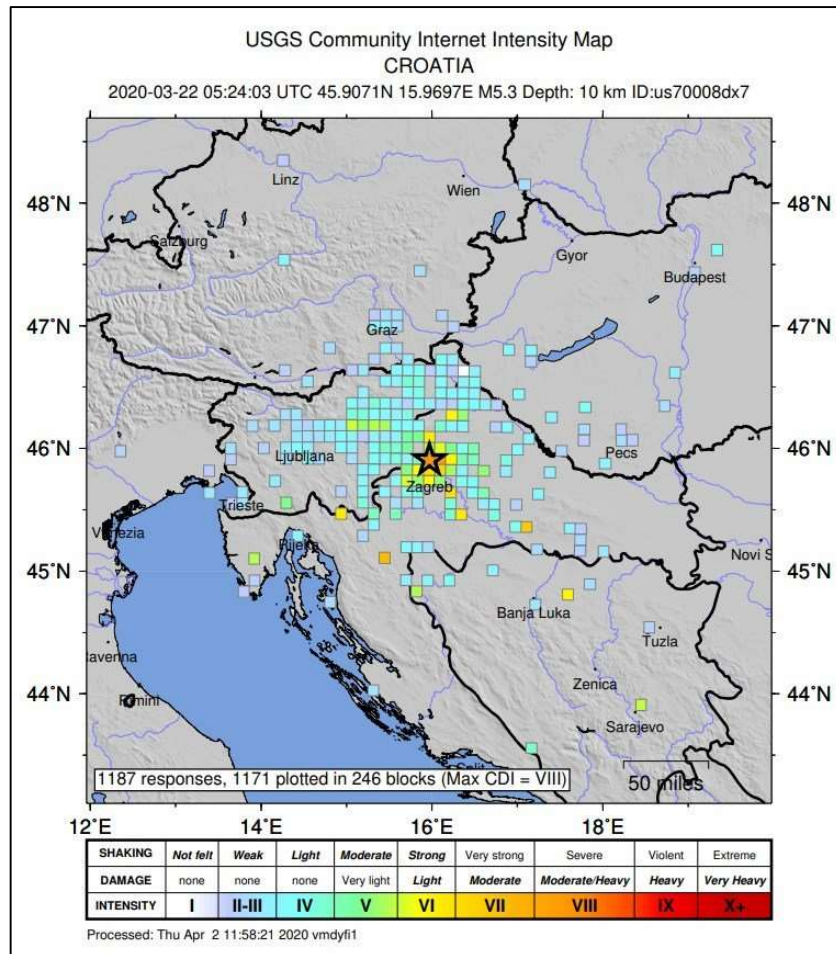 USGS Community Internet Intensity Map
CROATIA
2020-03-22 05:24:03 UTC 45.9071N 15.9697E M5.3 Depth: 10 km ID:us70008dx7
Linz
Wien
48°N
48°N
Salzburg
Gyor
Budapest
47°N
Graz
47°N
46°N
Ljubljana
Pecs
46°N
Zagreb
Trieste
Venezia
Rijeka
Novi S
45°N
45°N
Banja Luka
Tuzla
Ravenna
Zenica
44°N
Rimini
44°N
Sarajevo
Split
1187 responses, 1171 plotted in 246 blocks (Max CDI = VIII)
50 miles
12°E
14°E
16°E
18°E
SHAKING Not felt Weak Light Moderate Strong Very strong Severe Violent Extreme
DAMAGE none none none Very light Light Moderate Moderate/Heavy Heavy Very Heavy
INTENSITY I II-III IV V VI VII VIII IX X+
Processed: Thu Apr 2 11:58:21 2020 vmdyfi1